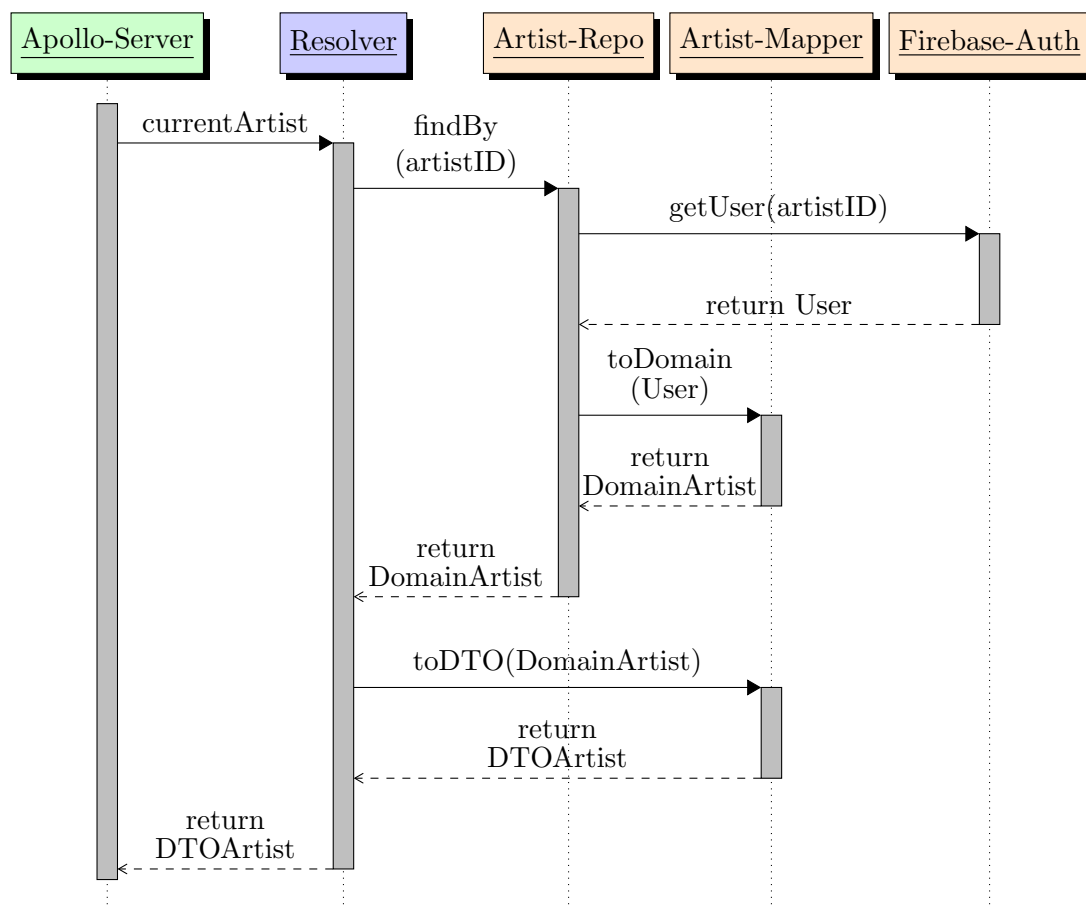 Apollo-Server
Resolver
Artist-Repo
Artist-Mapper
Firebase-Auth
currentArtist
findBy
(artistID)
getUser(artistID)
return User
toDomain
(User)
return
DomainArtist
return
DomainArtist
toDTO(DomainArtist)
return
DTOArtist
return
DTOArtist